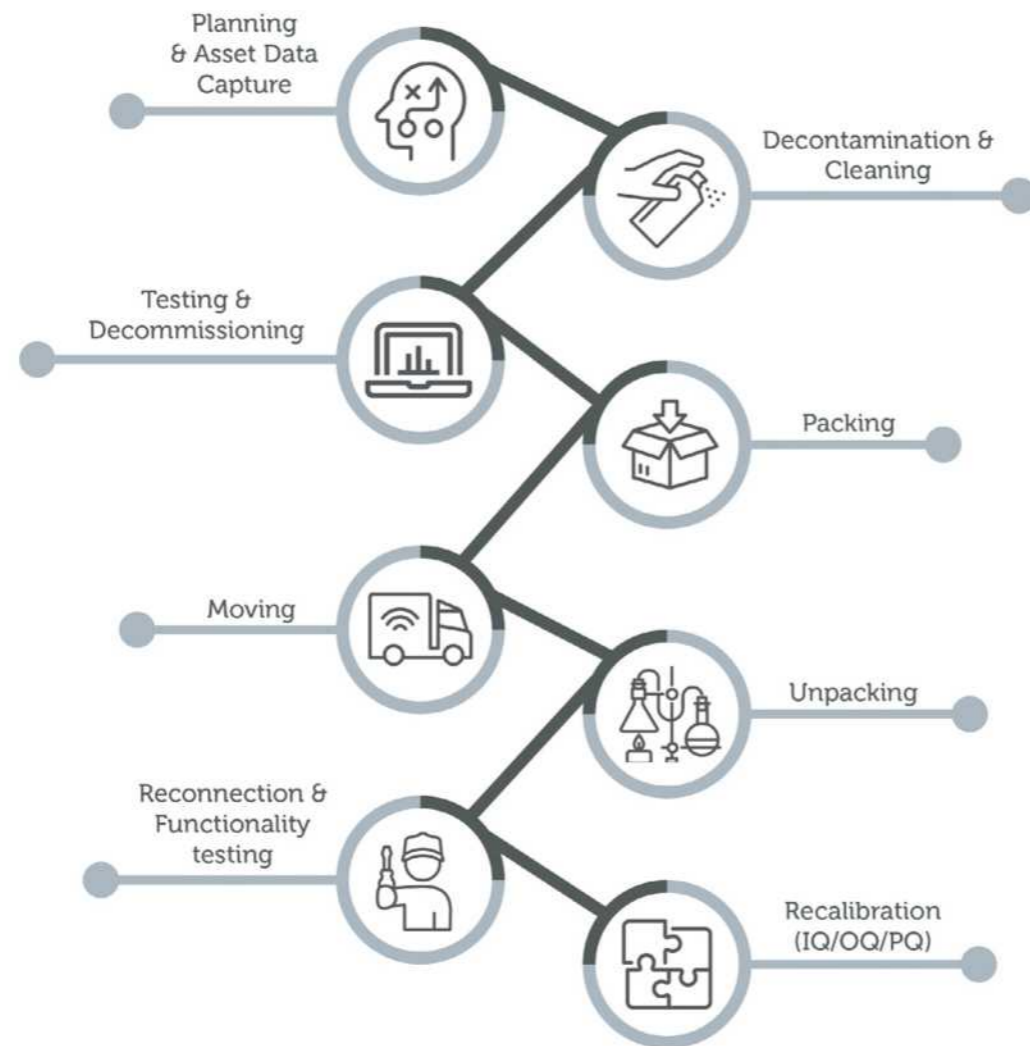 Planning
& Asset Data
Capture
Decontamination &
Cleaning
Testing &
Decommissioning
Packing
Moving
Unpacking
Reconnection &
Functionality
testing
Recalibration
(IQ/OQ/PQ)